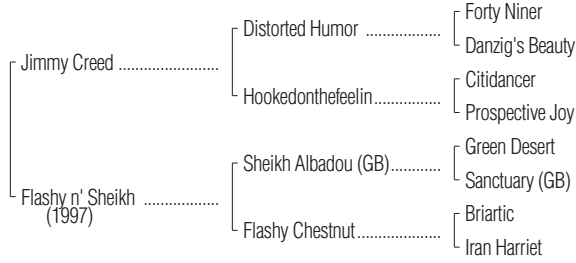 Forty Niner
Distorted Humor ..................
Danzig's Beauty
Jimmy Creed ........................
Citidancer
Hookedonthefeelin................
Prospective Joy
Green Desert
Sheikh Albadou (GB)............
Sanctuary (GB)
Flashy n' Sheikh ..................
(1997)
Briartic
Flashy Chestnut....................
Iran Harriet